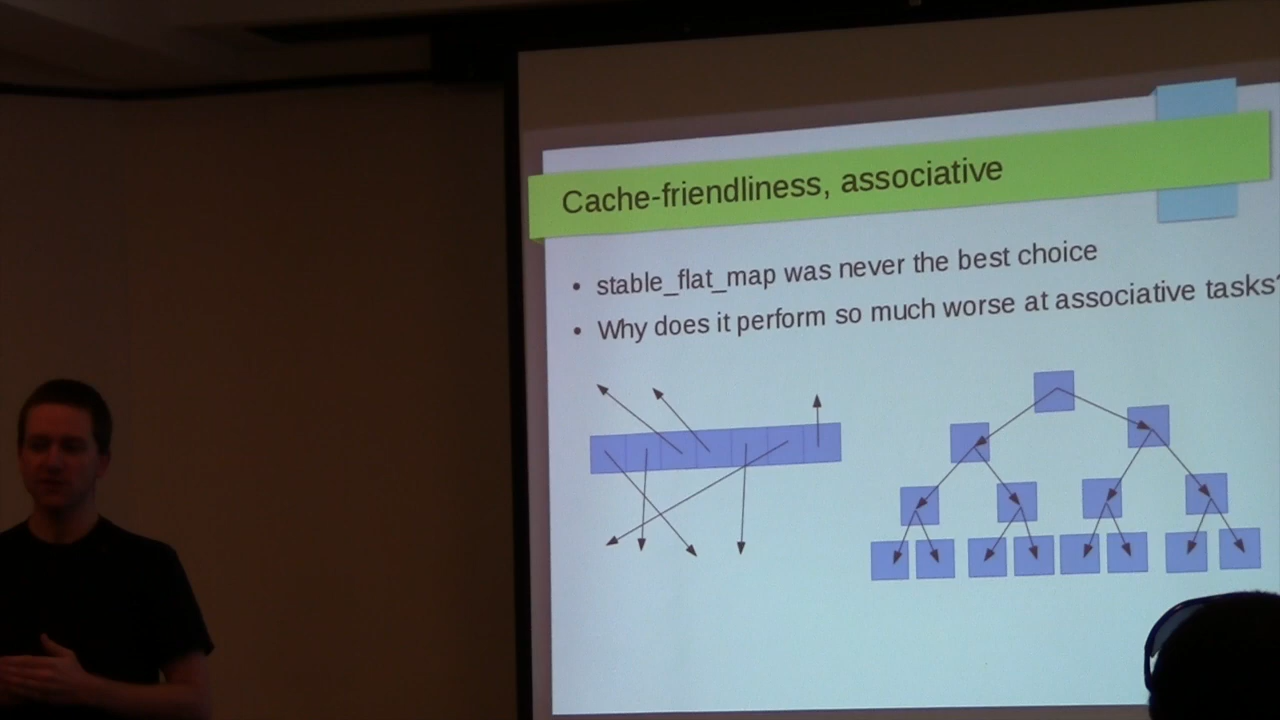 Cache-friendliness, associative
• stable_flat_map was never the best choice
• Why does it perform so much worse at associative tasks?